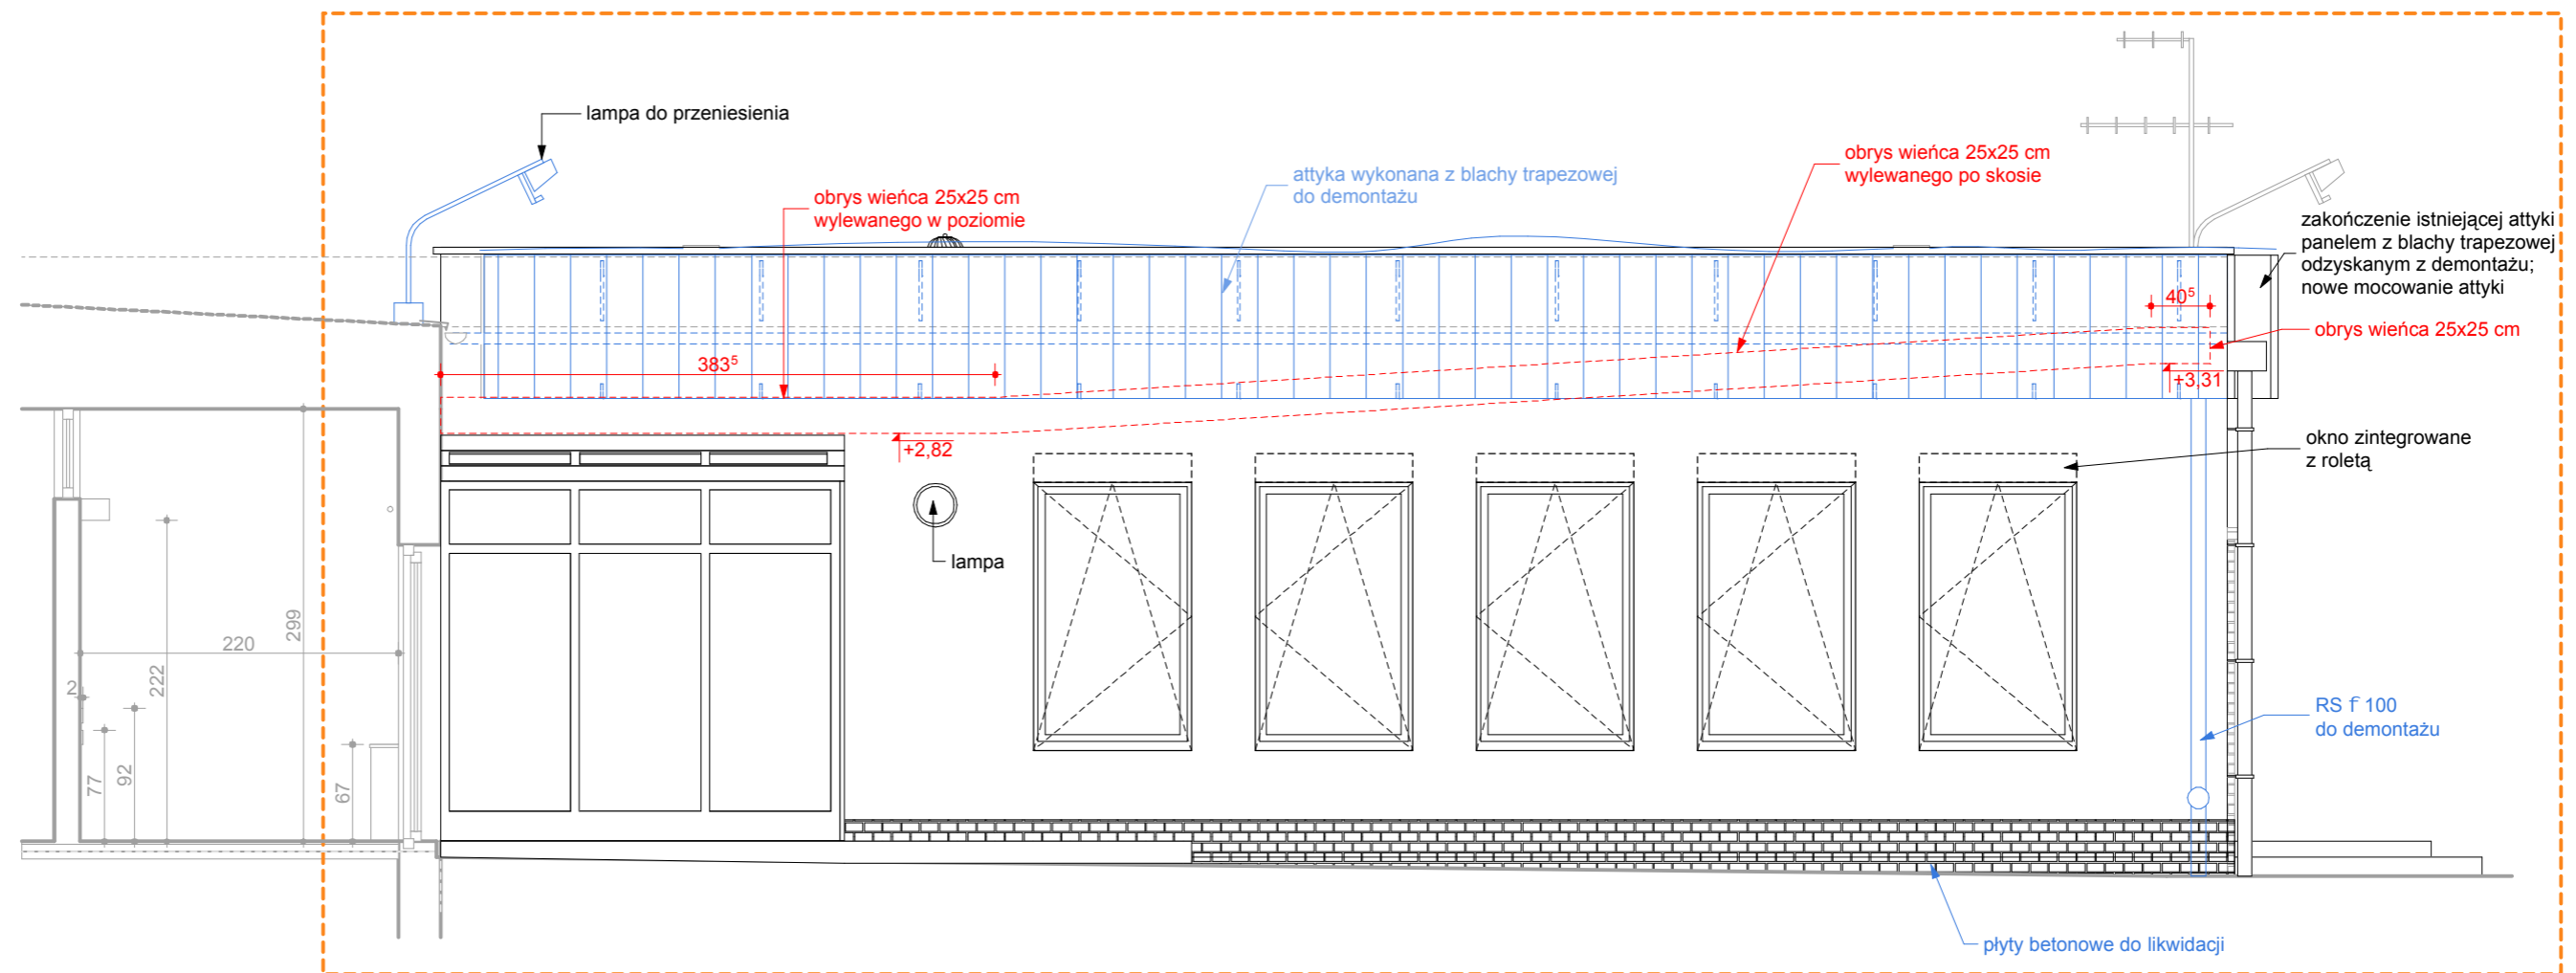 lampa do przeniesienia
attyka wykonana z blachy trapezowej
do demontażu
obrys wieńca 25x25 cm
wylewanego po skosie
obrys wieńca 25x25 cm
wylewanego w poziomie
zakończenie istniejącej attyki
panelem z blachy trapezowej
odzyskanym z demontażu;
nowe mocowanie attyki
40⁵
obrys wieńca 25x25 cm
383⁵
+3,31
+2,82
okno zintegrowane
z roletą
lampa
299
220
222
2
77
92
67
RS f 100
do demontażu
płyty betonowe do likwidacji